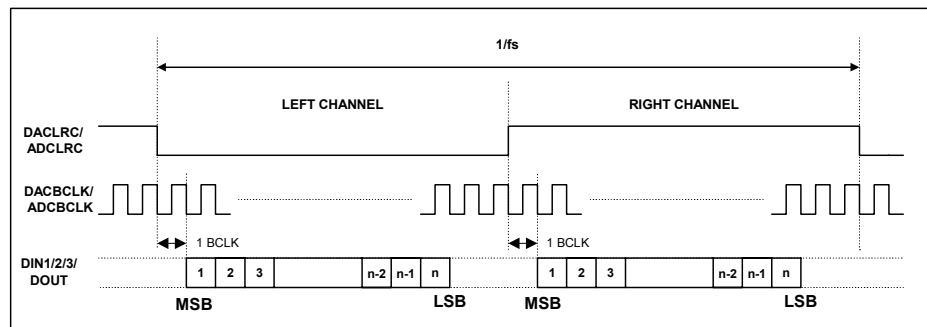 1/fs
LEFT CHANNEL
RIGHT CHANNEL
DACLRC/
ADCLRC
DACBCLK/
ADCBCLK
1 BCLK
1 BCLK
DIN1/2/3/
DOUT
1 2 3 n-2 n-1 n
1 2 3 n-2 n-1 n
MSB
LSB
MSB
LSB